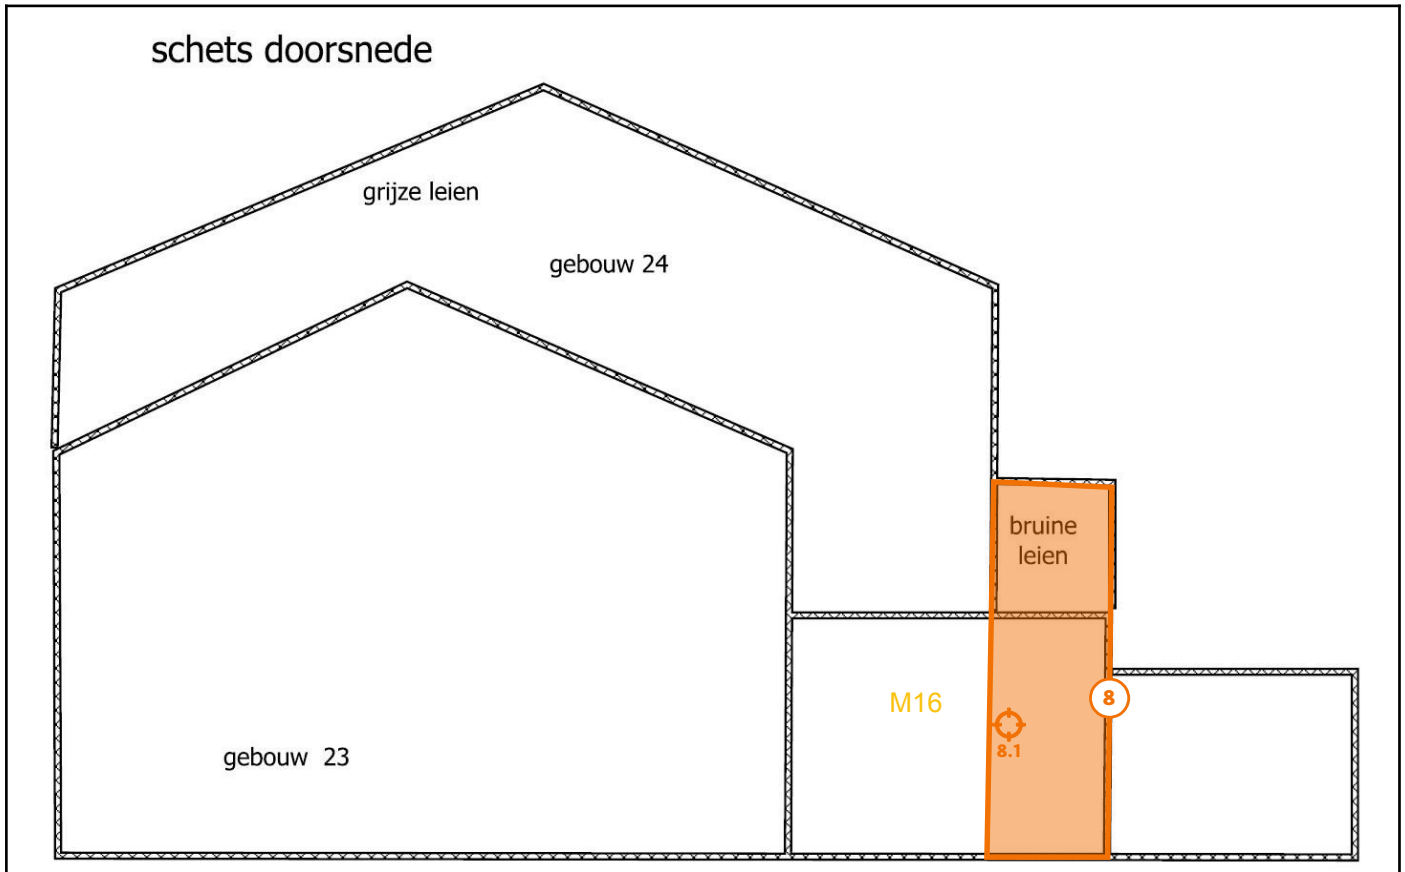 schets doorsnede
grijze leien
gebouw 24
bruine
leien
M16
8
8.1
gebouw 23